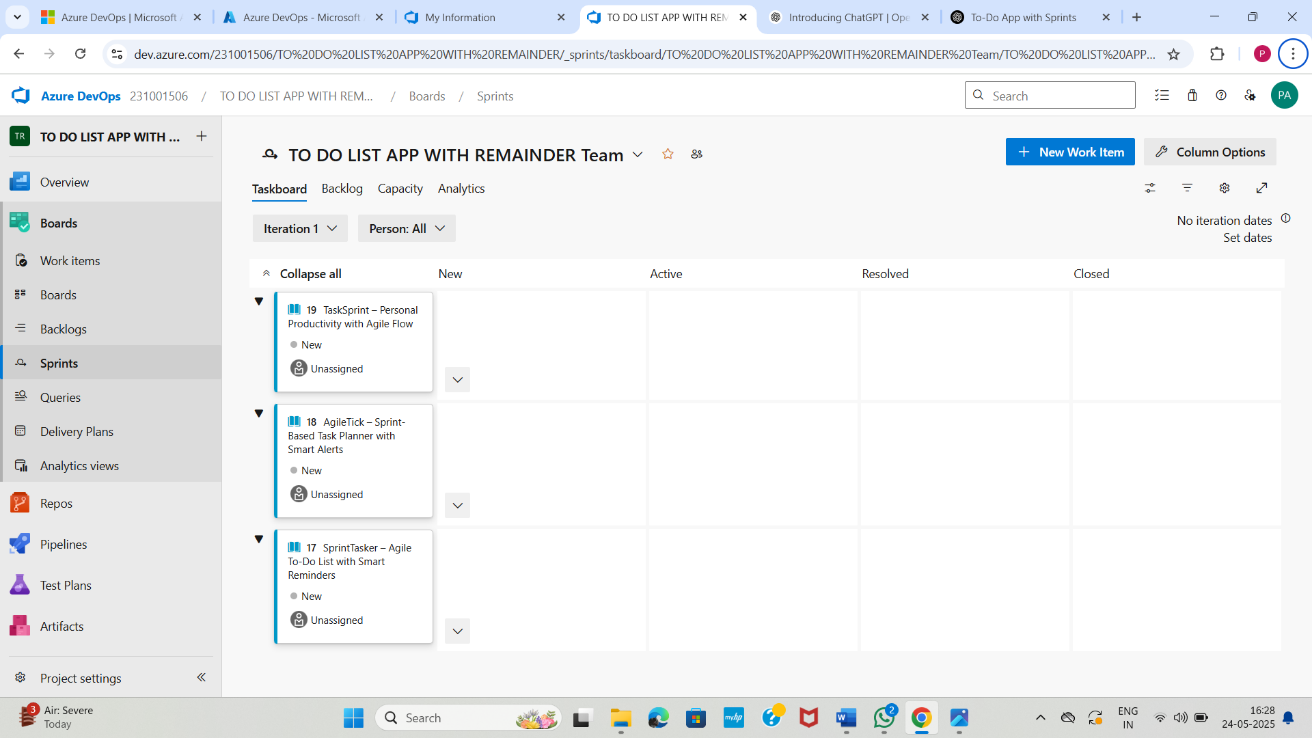 Azure DevOps | Microsoft A
Azure DevOps - Microsoft
My Information
TO DO LIST APP WITH REM
Introducing ChatGPT | Ope
To-Do App with Sprints
dev.azure.com/231001506/TO%20DO%20LIST%20APP%20WITH%20REMAINDER/_sprints/taskboard/TO%20DO%20LIST%20APP%20WITH%20REMAINDER%20Team/TO%20DO%20LIST%20APP...
P
Azure DevOps 231001506 / TO DO LIST APP WITH REM... / Boards / Sprints
Search
PA
TR TO DO LIST APP WITH ...
Overview
Boards
Work items
Boards
Backlogs
Sprints
Queries
Delivery Plans
Analytics views
Repos
Pipelines
Test Plans
Artifacts
Project settings
TO DO LIST APP WITH REMAINDER Team
New Work Item
Column Options
Taskboard Backlog Capacity Analytics
Iteration 1
Person: All
No iteration dates
Set dates
Collapse all New Active Resolved Closed
19 TaskSprint – Personal
Productivity with Agile Flow
New
Unassigned
18 AgileTick – Sprint-
Based Task Planner with
Smart Alerts
New
Unassigned
17 SprintTasker – Agile
To-Do List with Smart
Reminders
New
Unassigned
3
Air: Severe
Today
Search
2
ENG
IN
16:28
24-05-2025